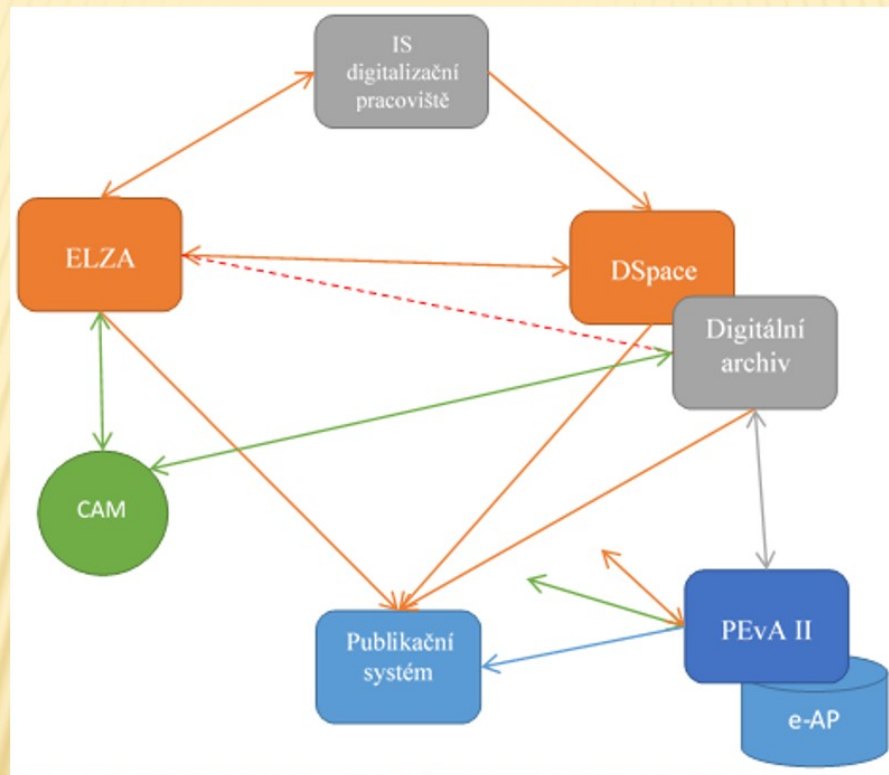 IS
digitalizační
pracoviště
ELZA
DSpace
Digitální
archiv
CAM
Publikační
systém
PEvA II
e-AP